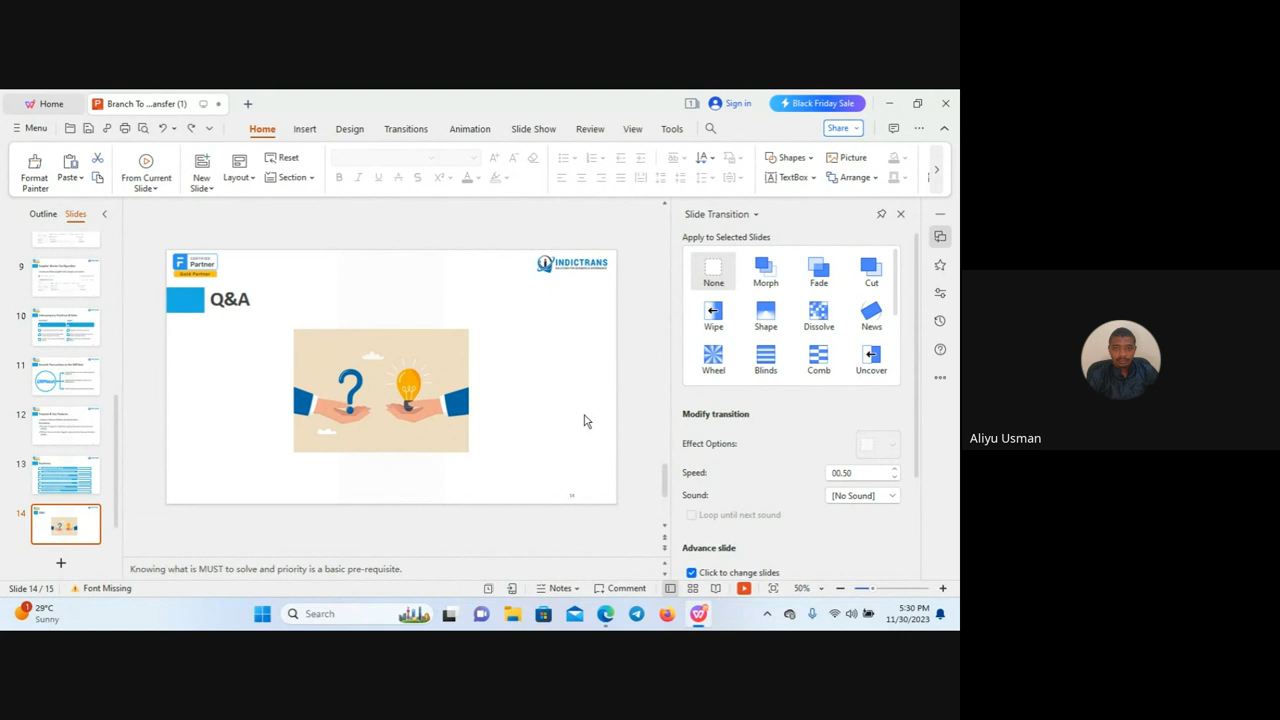 Home
Branch To ...ansfer (1)
1
Sign in
Black Friday Sale
Menu
Home
Insert
Design
Transitions
Animation
Slide Show
Review
View
Tools
Share
Format Painter
Paste
From Current Slide
New Slide
Layout
Reset
Section
B I U A S X²
Shapes
Picture
TextBox
Arrange
Outline
Slides
9
10
11
12
13
14
CERTIFIED
Partner
Gold Partner
INDICTRANS
Q&A
?
Slide Transition
Apply to Selected Slides
None
Morph
Fade
Cut
Wipe
Shape
Dissolve
News
Wheel
Blinds
Comb
Uncover
Modify transition
Effect Options:
Speed:
00.50
Sound:
[No Sound]
Loop until next sound
Advance slide
Click to change slides
Knowing what is MUST to solve and priority is a basic pre-requisite.
Slide 14 / 15
Font Missing
Notes
Comment
50%
1
29°C
Sunny
Search
5:30 PM
11/30/2023
Aliyu Usman